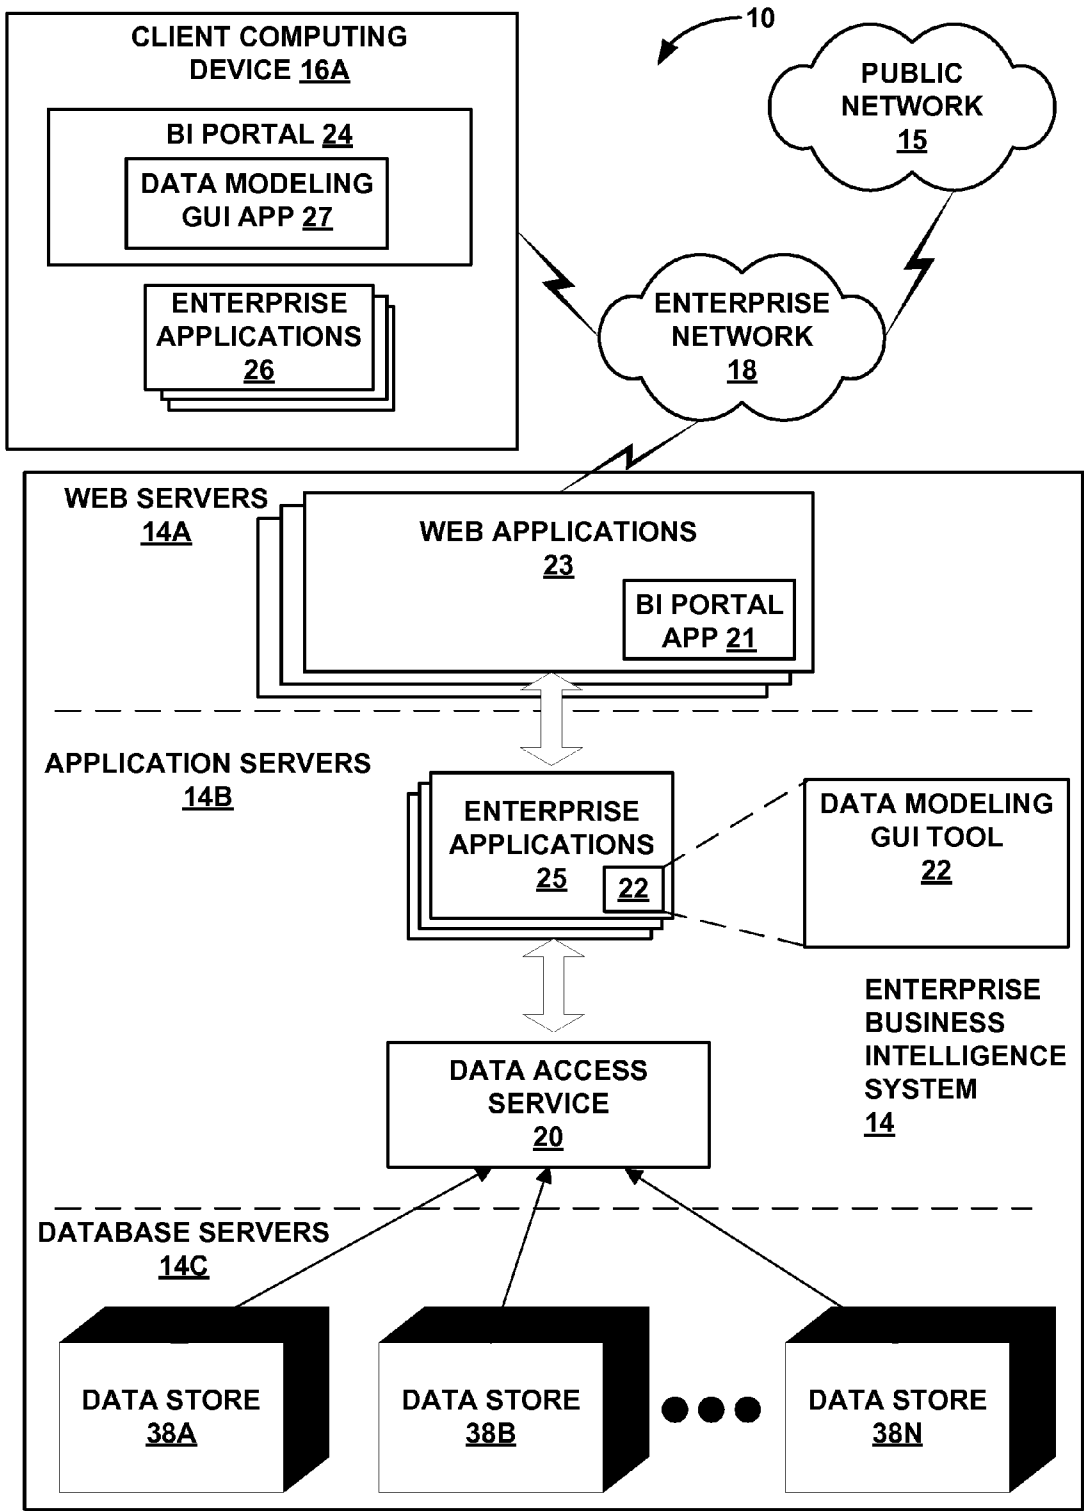 10
CLIENT COMPUTING
DEVICE 16A
BI PORTAL 24
DATA MODELING
GUI APP 27
ENTERPRISE
APPLICATIONS
26
PUBLIC
NETWORK
15
ENTERPRISE
NETWORK
18
WEB SERVERS
14A
WEB APPLICATIONS
23
BI PORTAL
APP 21
APPLICATION SERVERS
14B
ENTERPRISE
APPLICATIONS
25
22
DATA MODELING
GUI TOOL
22
ENTERPRISE
BUSINESS
INTELLIGENCE
SYSTEM
14
DATA ACCESS
SERVICE
20
DATABASE SERVERS
14C
DATA STORE
38A
DATA STORE
38B
DATA STORE
38N